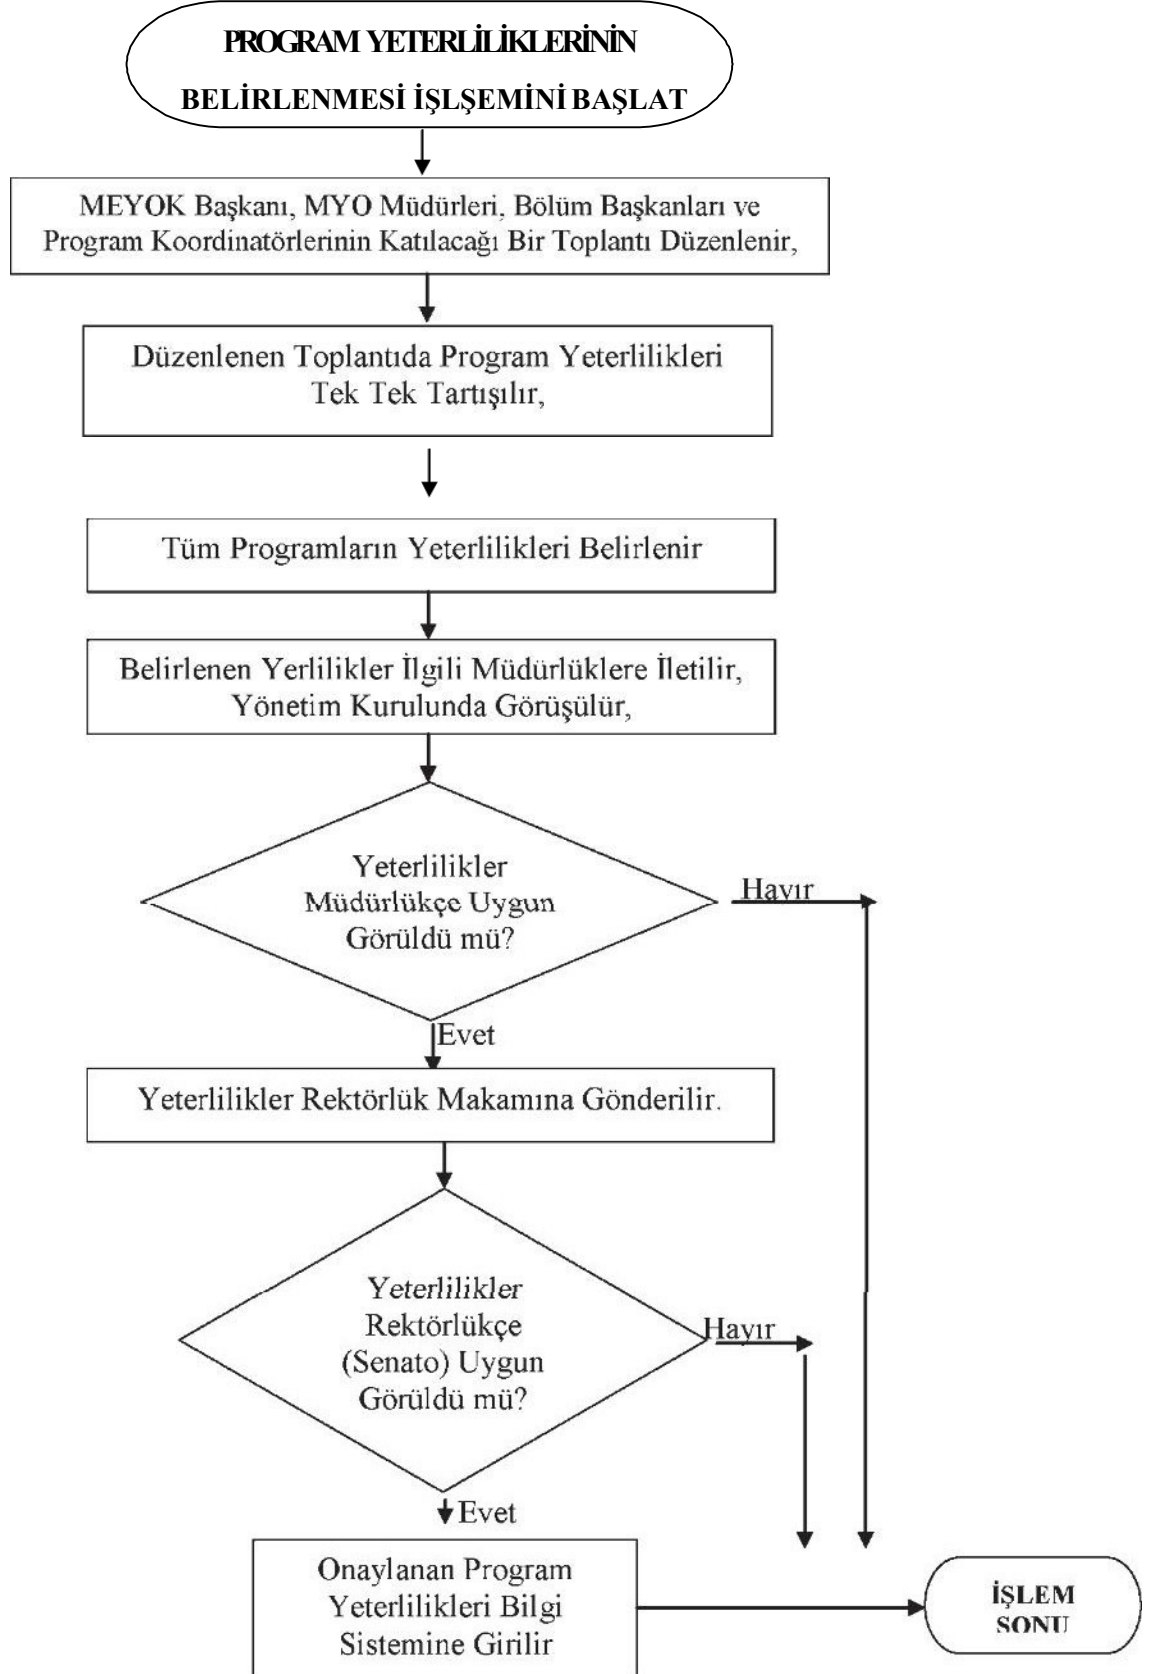 PROGRAM YETERLİLİKLERİNİN
BELİRLENMESİ İŞLŞEMİNİ BAŞLAT
MEYOK Başkanı, MYO Müdürleri, Bölüm Başkanları ve
Program Koordinatörlerinin Katılacağı Bir Toplantı Düzenlenir,
Düzenlenen Toplantıda Program Yeterlilikleri
Tek Tek Tartışılır,
Tüm Programların Yeterlilikleri Belirlenir
Belirlenen Yerlilikler İlgili Müdürlüklere İletilir,
Yönetim Kurulunda Görüşülür,
Yeterlilikler
Müdürlükçe Uygun
Görüldü mü?
Hayır
Evet
Yeterlilikler Rektörlük Makamına Gönderilir.
Yeterlilikler
Rektörlükçe
(Senato) Uygun
Görüldü mü?
Hayır
Evet
Onaylanan Program
Yeterlilikleri Bilgi
Sistemine Girilir
İŞLEM
SONU